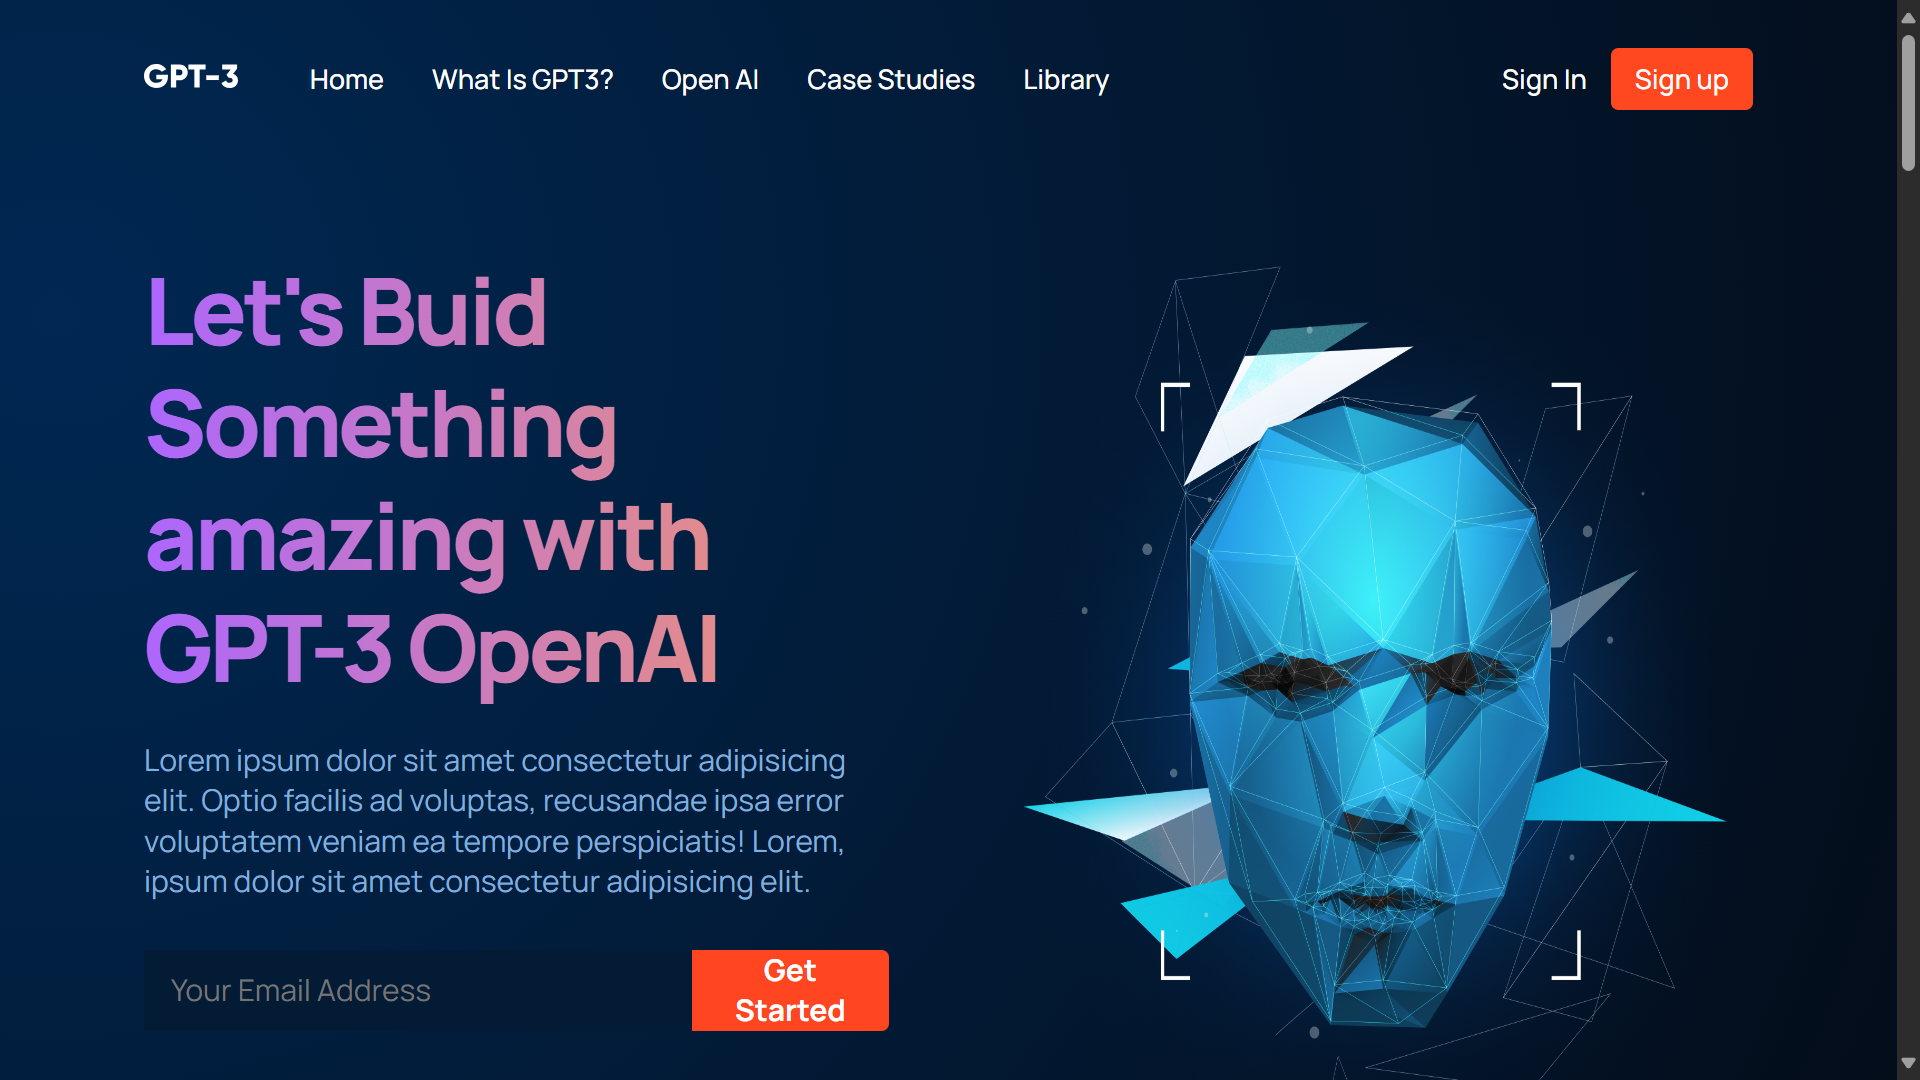 GPT-3
Home
What Is GPT3?
Open AI
Case Studies
Library
Sign In
Sign up
Let's Buid
Something
amazing with
GPT-3 OpenAI
Lorem ipsum dolor sit amet consectetur adipisicing
elit. Optio facilis ad voluptas, recusandae ipsa error
voluptatem veniam ea tempore perspiciatis! Lorem,
ipsum dolor sit amet consectetur adipisicing elit.
Your Email Address
Get
Started